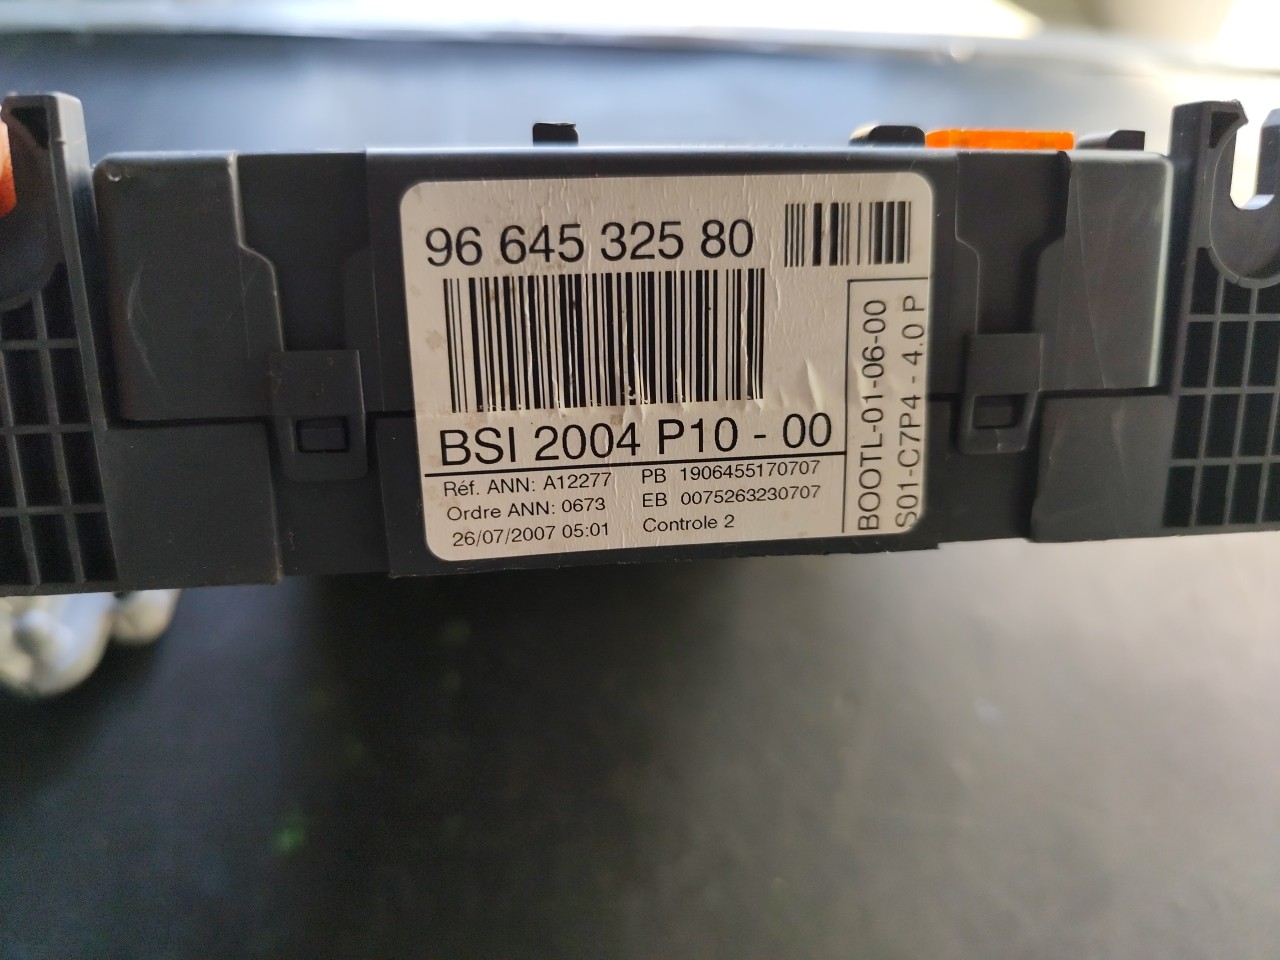 96 645 325 80
BSI 2004 P10 - 00
Réf. ANN: A12277 PB 1906455170707
Ordre ANN: 0673 EB 0075263230707
26/07/2007 05:01 Controle 2
BOOTL-01-06-00
S01-C7P4 - 4.0 P